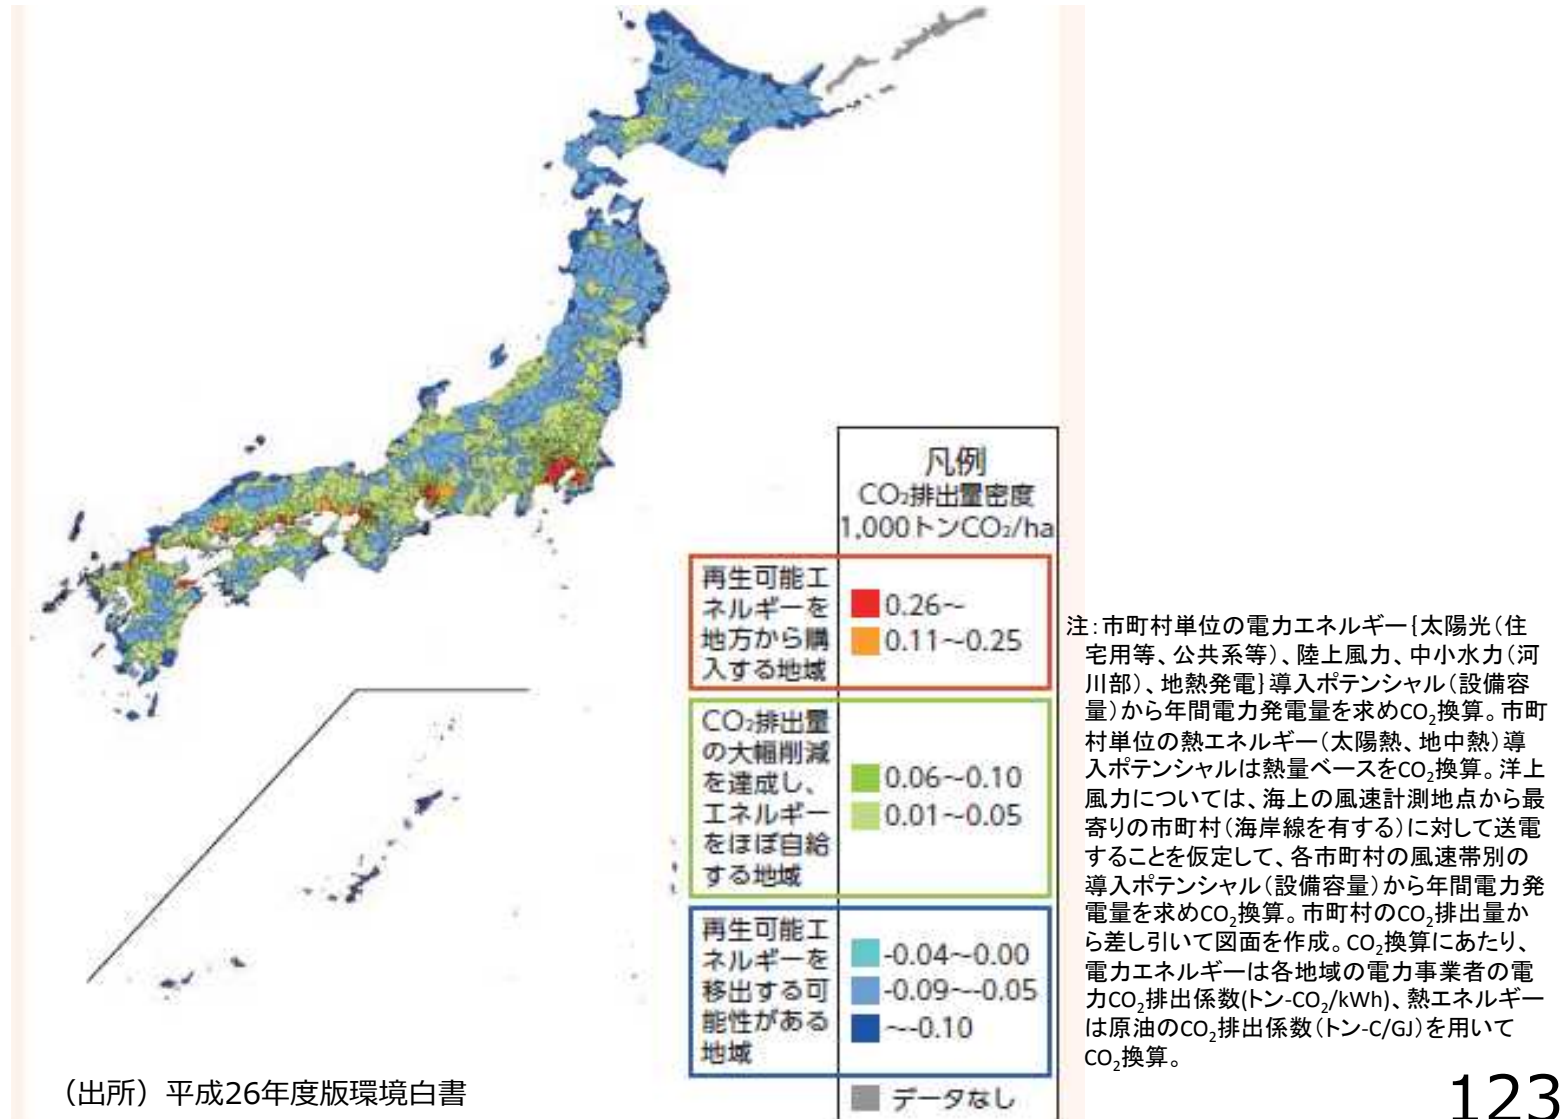 凡例
CO₂排出量密度
1,000トンCO₂/ha
再生可能エ
ネルギーを
地方から購
入する地域
0.26～
0.11～0.25
CO₂排出量
の大幅削減
を達成し、
エネルギー
をほぼ自給
する地域
0.06～0.10
0.01～0.05
再生可能エ
ネルギーを
移出する可
能性がある
地域
-0.04～0.00
-0.09～-0.05
～-0.10
データなし
注:市町村単位の電力エネルギー{太陽光(住
宅用等、公共系等)、陸上風力、中小水力(河
川部)、地熱発電}導入ポテンシャル(設備容
量)から年間電力発電量を求めCO₂換算。市町
村単位の熱エネルギー(太陽熱、地中熱)導
入ポテンシャルは熱量ベースをCO₂換算。洋上
風力については、海上の風速計測地点から最
寄りの市町村(海岸線を有する)に対して送電
することを仮定して、各市町村の風速帯別の
導入ポテンシャル(設備容量)から年間電力発
電量を求めCO₂換算。市町村のCO₂排出量か
ら差し引いて図面を作成。CO₂換算にあたり、
電力エネルギーは各地域の電力事業者の電
力CO₂排出係数(トン-CO₂/kWh)、熱エネルギー
は原油のCO₂排出係数(トン-C/GJ)を用いて
CO₂換算。
（出所）平成26年度版環境白書
123